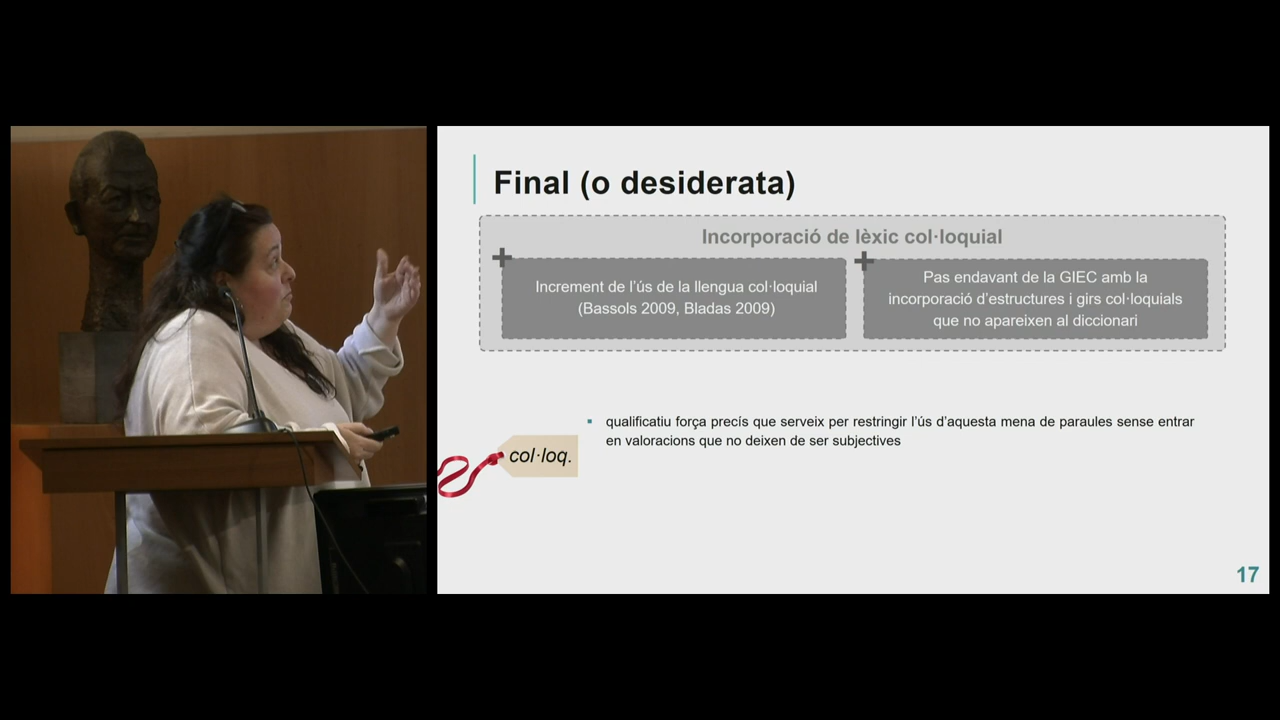 Final (o desiderata)
Incorporació de lèxic col·loquial
Increment de l'ús de la llengua col·loquial
(Bassols 2009, Bladas 2009)
Pas endavant de la GIEC amb la
incorporació d'estructures i girs col·loquials
que no apareixen al diccionari
qualificatiu força precís que serveix per restringir l'ús d'aquesta mena de paraules sense entrar
en valoracions que no deixen de ser subjectives
col·loq.
17